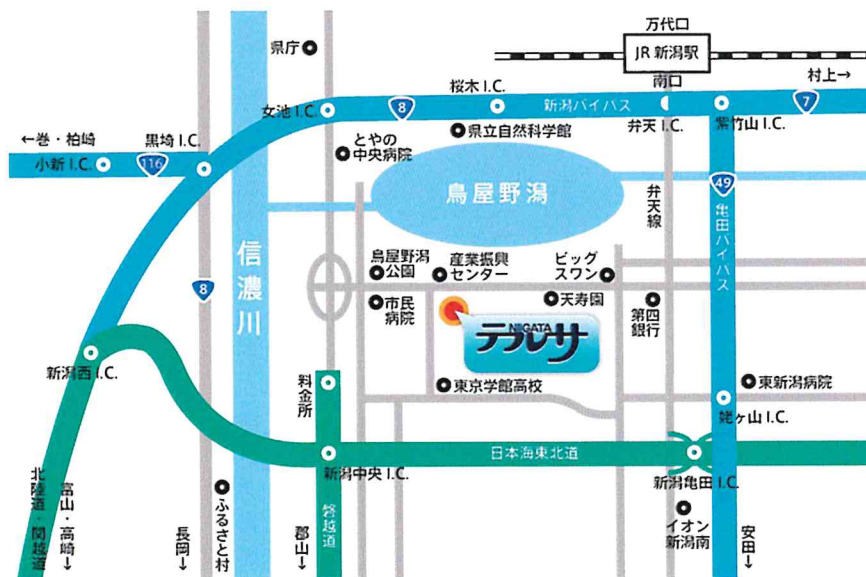 万代口
JR 新潟駅
南口
村上→
県庁
女池 I.C.
8
桜木 I.C.
新潟バイパス
弁天 I.C.
紫竹山 I.C.
7
←巻・柏崎
小新 I.C.
116
黒埼 I.C.
とやの
中央病院
県立自然科学館
鳥屋野潟
弁天線
49
亀田バイパス
信濃川
8
鳥屋野潟
公園
産業振興
センター
ビッグ
スワン
市民
病院
天寿園
第四
銀行
NIIGATA
テルサ
新潟西 I.C.
料金所
東京学館高校
東新潟病院
姥ヶ山 I.C.
日本海東北道
新潟中央 I.C.
新潟亀田 I.C.
北陸道・関越道
富山・高崎→
長岡→
ふるさと村
郡山→
磐越道
イオン
新潟南
安田→